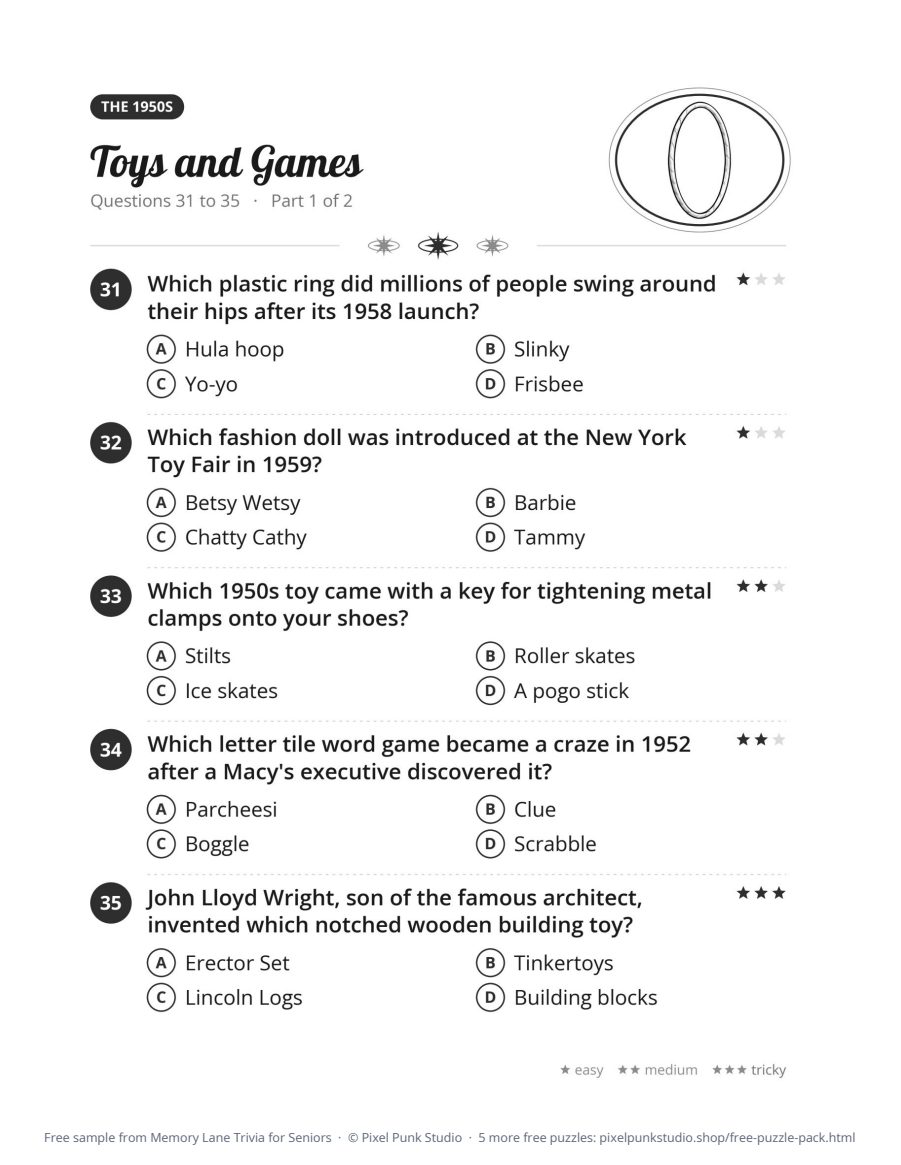 THE 1950S
Toys and Games
Questions 31 to 35 · Part 1 of 2
31
Which plastic ring did millions of people swing around
their hips after its 1958 launch?
A Hula hoop
B Slinky
C Yo-yo
D Frisbee
32
Which fashion doll was introduced at the New York
Toy Fair in 1959?
A Betsy Wetsy
B Barbie
C Chatty Cathy
D Tammy
33
Which 1950s toy came with a key for tightening metal
clamps onto your shoes?
A Stilts
B Roller skates
C Ice skates
D A pogo stick
34
Which letter tile word game became a craze in 1952
after a Macy's executive discovered it?
A Parcheesi
B Clue
C Boggle
D Scrabble
35
John Lloyd Wright, son of the famous architect,
invented which notched wooden building toy?
A Erector Set
B Tinkertoys
C Lincoln Logs
D Building blocks
★ easy ★★ medium ★★★ tricky
Free sample from Memory Lane Trivia for Seniors · © Pixel Punk Studio · 5 more free puzzles: pixelpunkstudio.shop/free-puzzle-pack.html